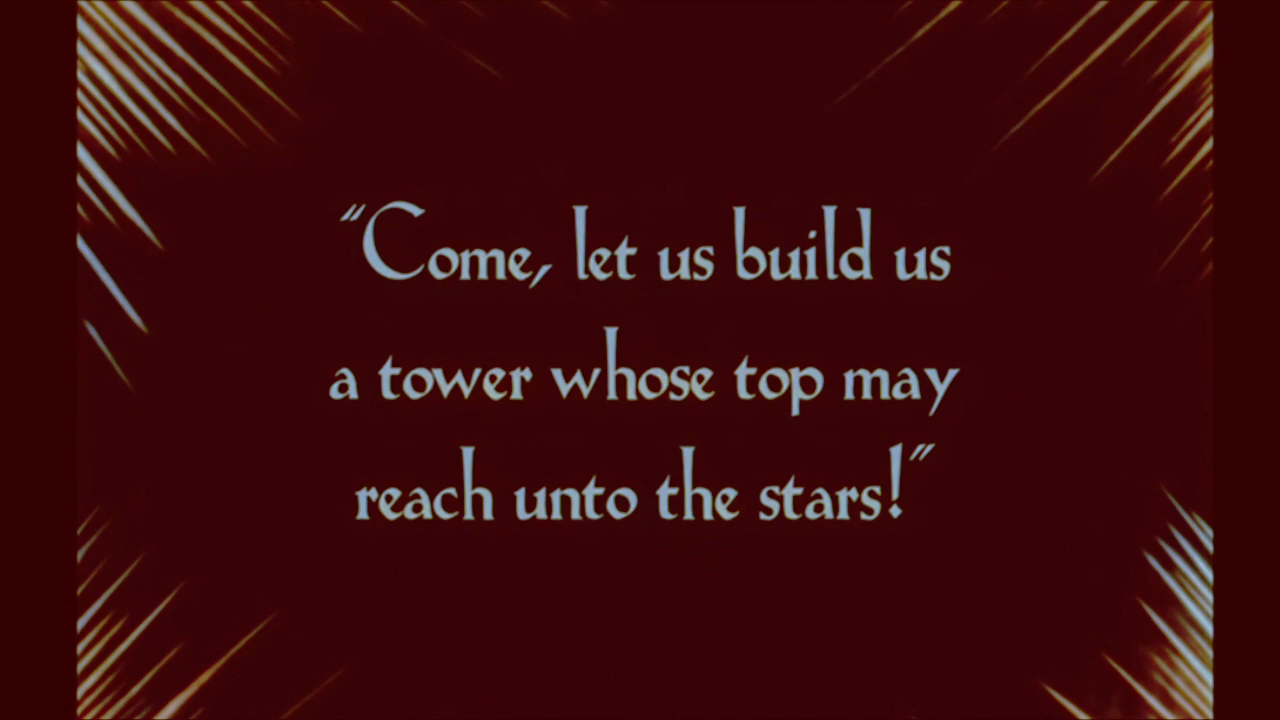 “Come, let us build us
a tower whose top may
reach unto the stars!”